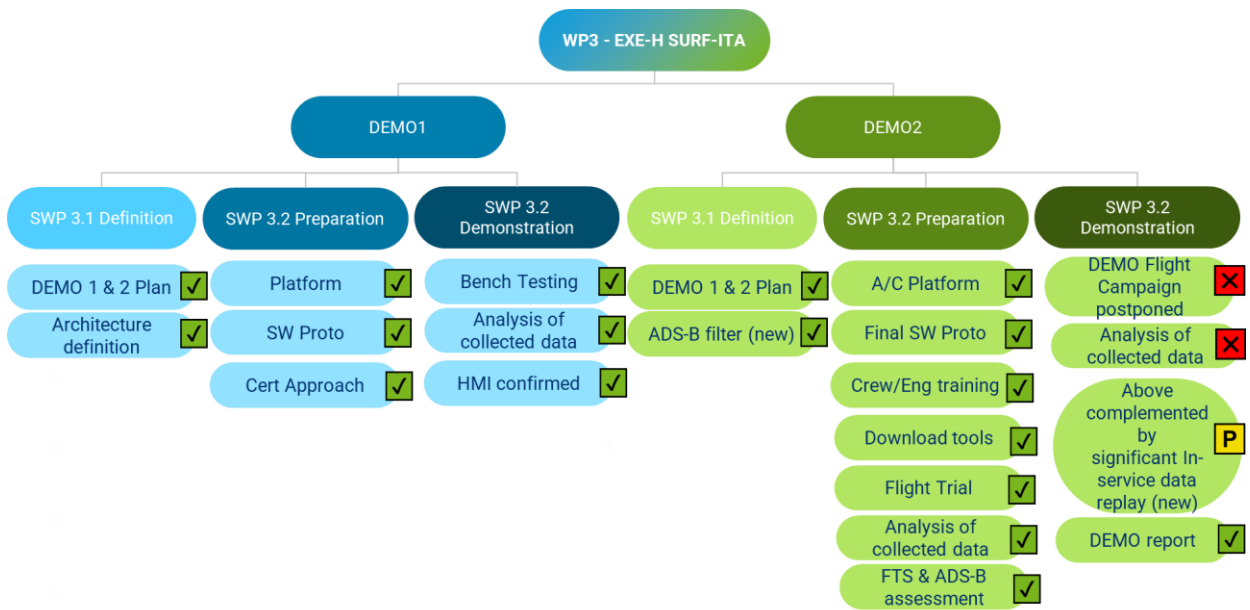 WP3 - EXE-H SURF-ITA
DEMO1
DEMO2
SWP 3.1 Definition
SWP 3.2 Preparation
SWP 3.2
Demonstration
SWP 3.1 Definition
SWP 3.2 Preparation
SWP 3.2
Demonstration
DEMO 1 & 2 Plan
Architecture
definition
Platform
SW Proto
Cert Approach
Bench Testing
Analysis of
collected data
HMI confirmed
DEMO 1 & 2 Plan
ADS-B filter (new)
A/C Platform
Final SW Proto
Crew/Eng training
Download tools
Flight Trial
Analysis of
collected data
FTS & ADS-B
assessment
DEMO Flight
Campaign
postponed
Analysis of
collected data
Above
complemented
by
significant In-
service data
replay (new)
P
DEMO report